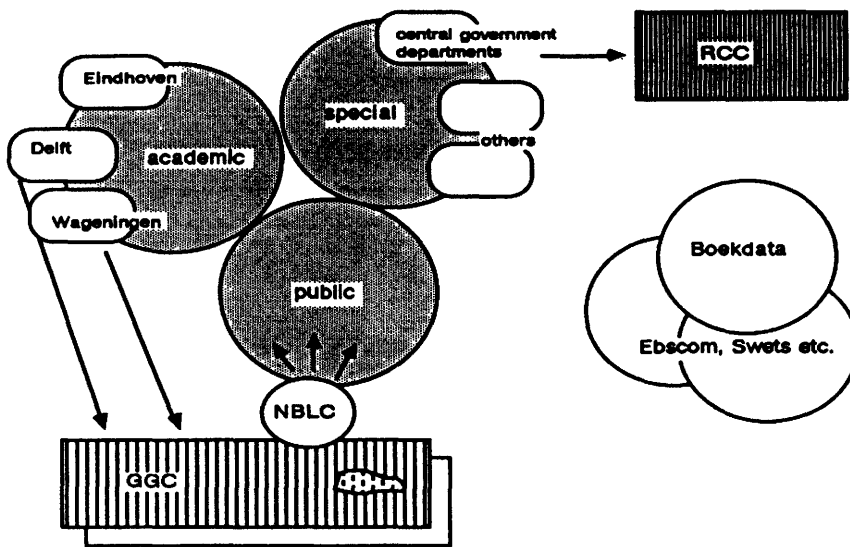 central government
departments
RCC
Eindhoven
special
Delft
academic
others
Wageningen
Boekdata
public
Ebscom, Swets etc.
NBLC
GGC